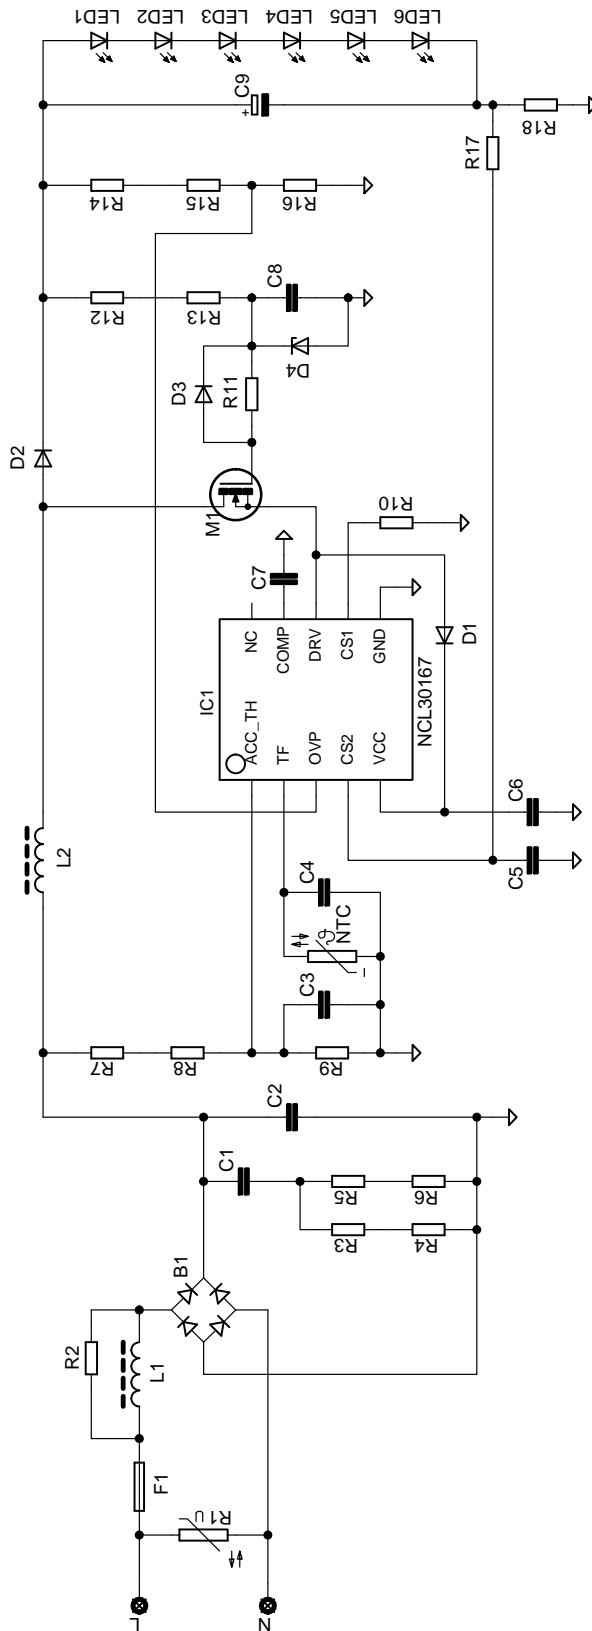 L
N
R1
U
F1
R2
L1
B1
C1
C2
R3
R4
R5
R6
R7
R8
R9
C3
NTC
ϑ
C4
L2
IC1
ACC_TH
TF
OVP
CS2
VCC
NC
COMP
DRV
CS1
GND
NCL30167
C5
C6
C7
D1
R10
M1
D2
D3
R11
D4
R12
R13
C8
R14
R15
R16
C9
+
R17
R18
LED1
LED2
LED3
LED4
LED5
LED6